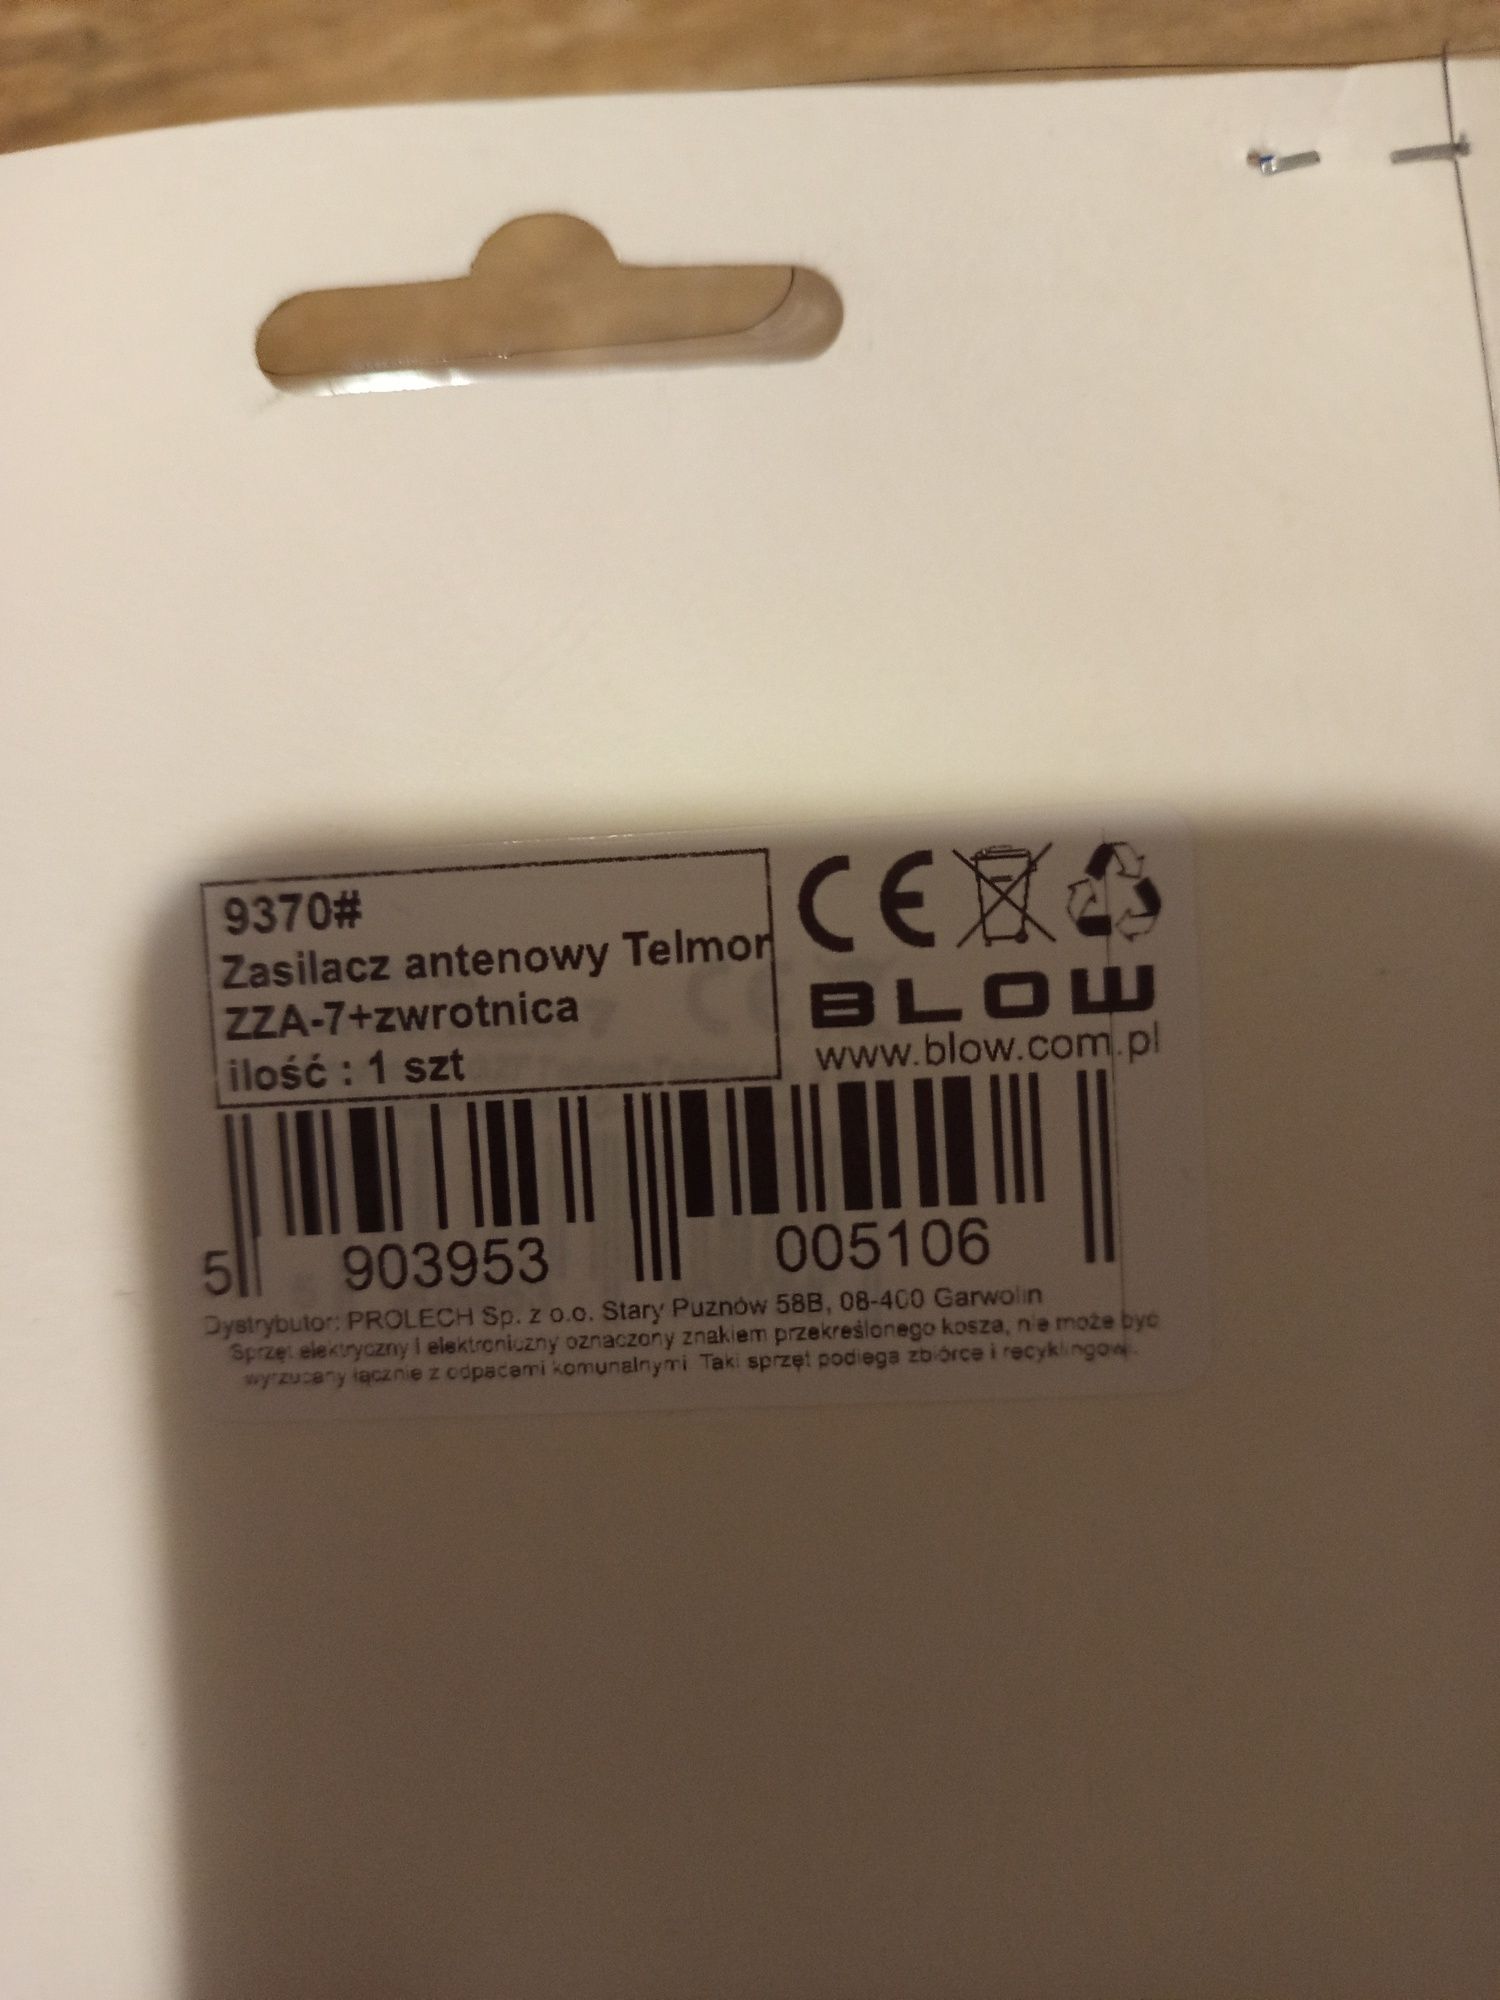 9370#
Zasilacz antenowy Telmor
ZZA-7+zwrotnica
ilość : 1 szt
CE
BLOW
www.blow.com.pl
5 903953 005106
Dystrybutor: PROLECH Sp. z o.o. Stary Puznów 58B, 08-400 Garwolin
Sprzęt elektryczny i elektroniczny oznaczony znakiem przekreślonego kosza, nie może być
wyrzucany łącznie z odpadami komunalnymi. Taki sprzęt podlega zbiórce i recyklingowi.